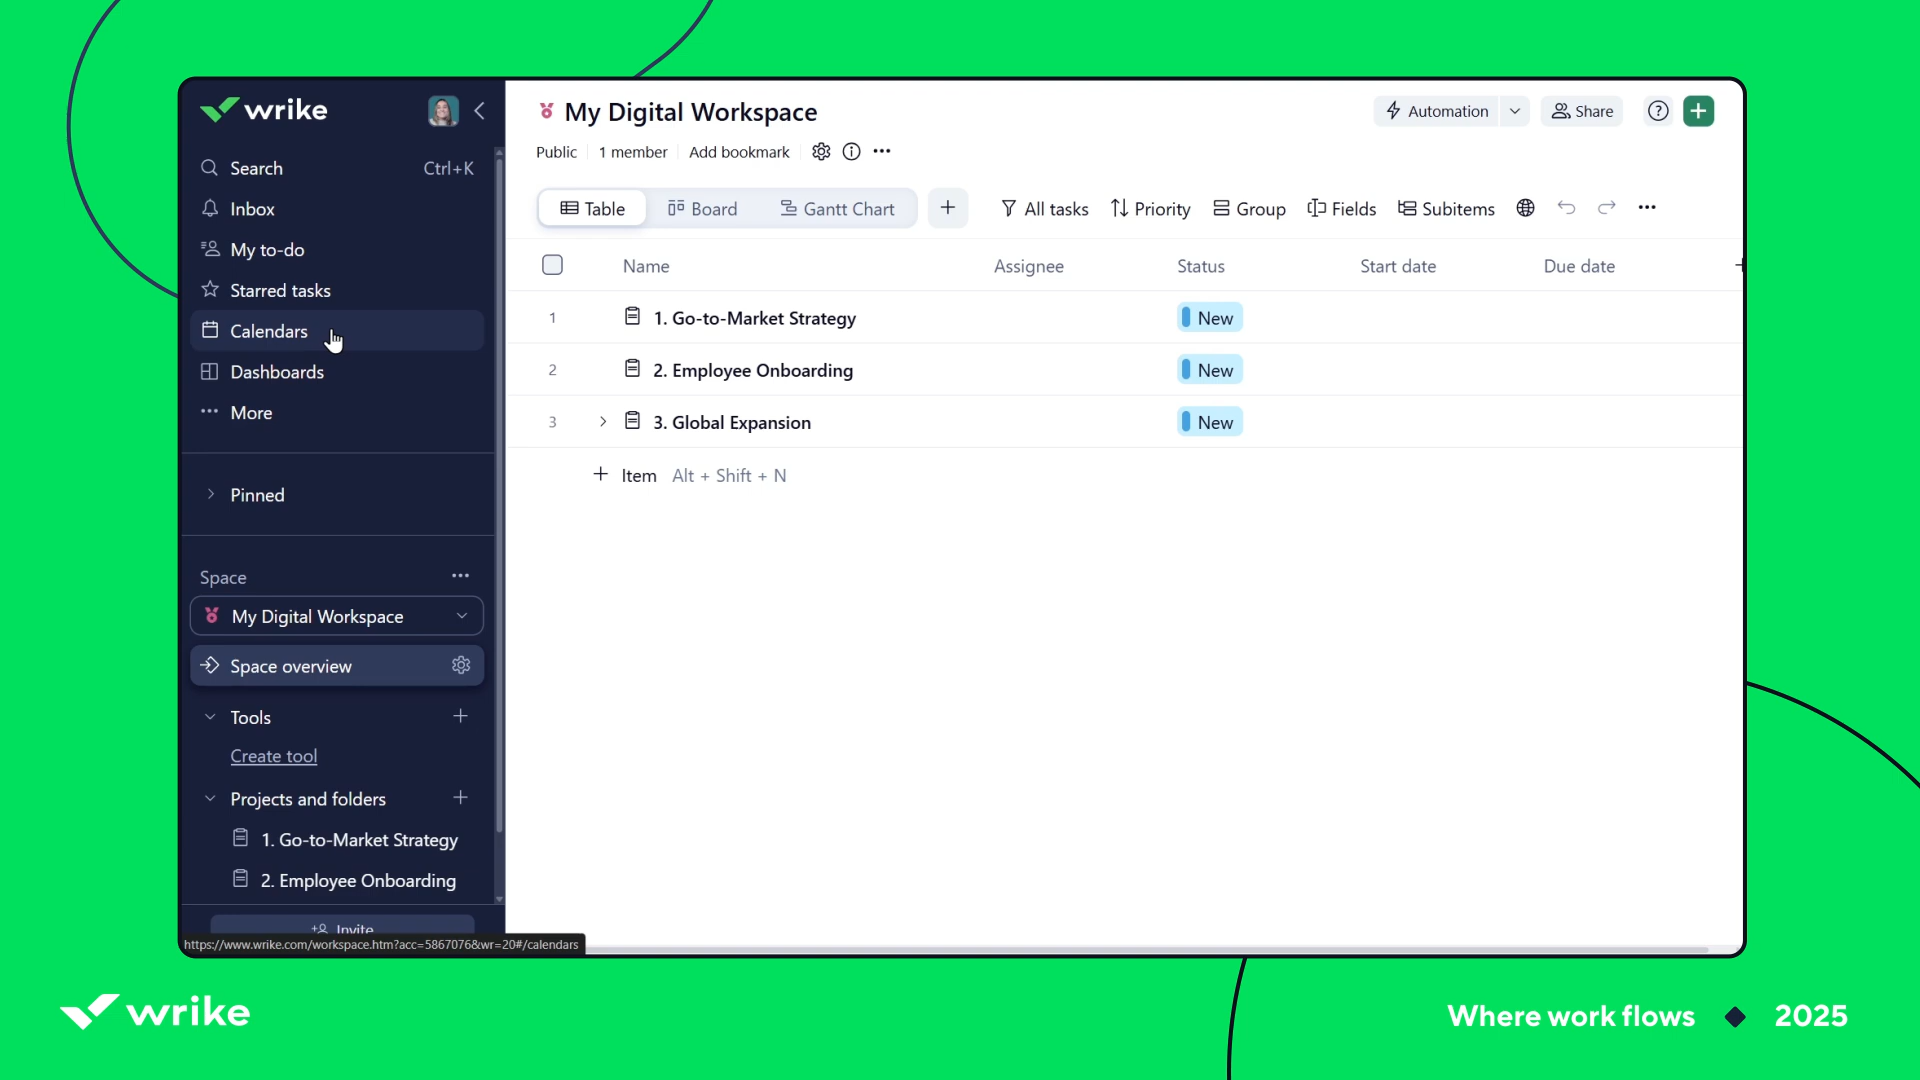 wrike
Search Ctrl+K
Inbox
My to-do
Starred tasks
Calendars
Dashboards
More
Pinned
Space
My Digital Workspace
Space overview
Tools
Create tool
Projects and folders
1. Go-to-Market Strategy
2. Employee Onboarding
Invite
https://www.wrike.com/workspace.htm?acc=5867076&wr=20#/calendars
My Digital Workspace
Automation Share
Public 1 member Add bookmark
Table Board Gantt Chart All tasks Priority Group Fields Subitems
Name Assignee Status Start date Due date
1 1. Go-to-Market Strategy New
2 2. Employee Onboarding New
3 3. Global Expansion New
+ Item Alt + Shift + N
wrike
Where work flows 2025